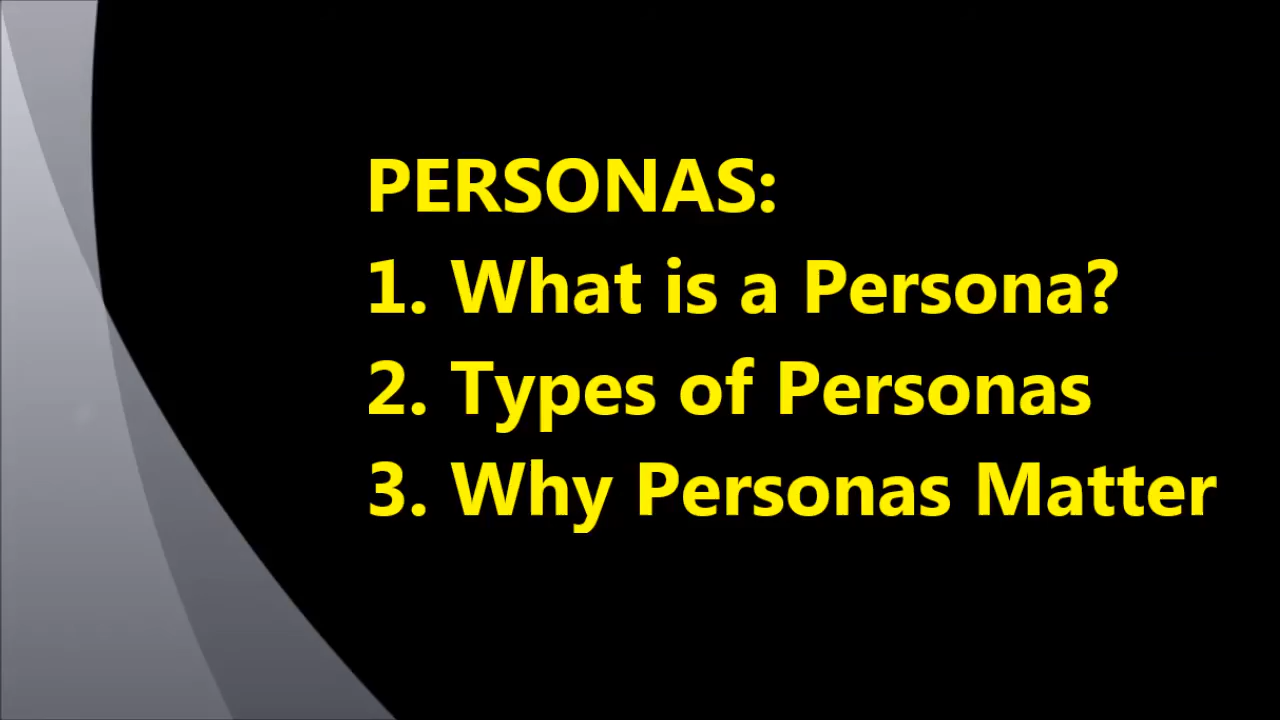 PERSONAS:
1. What is a Persona?
2. Types of Personas
3. Why Personas Matter